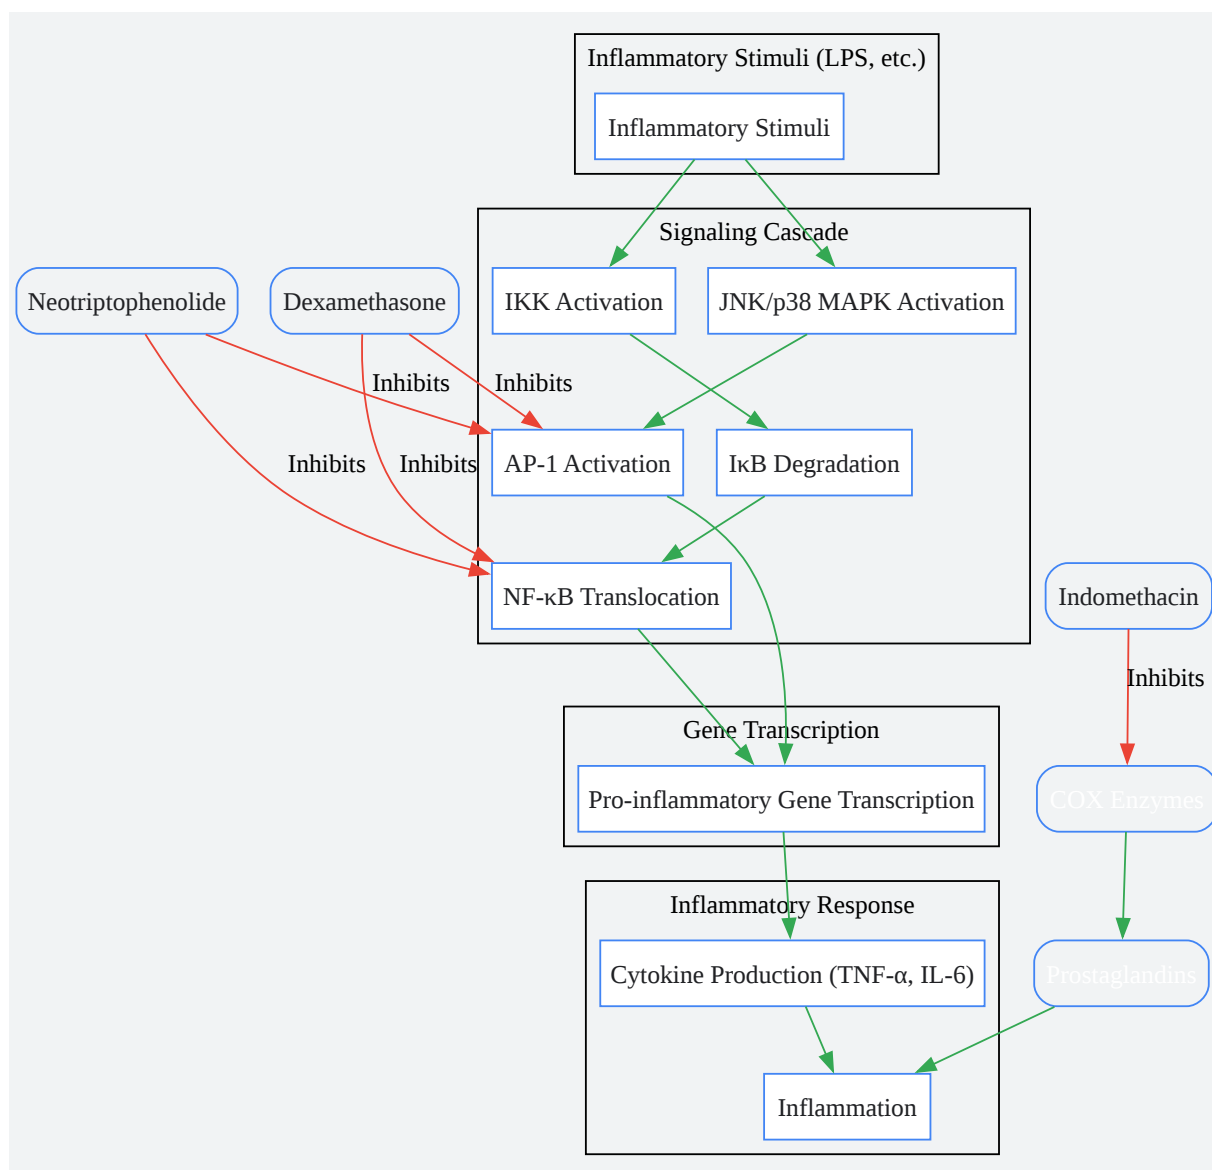 Inflammatory Stimuli (LPS, etc.)
Inflammatory Stimuli
Signaling Cascade
Neotriptophenolide
Dexamethasone
IKK Activation
JNK/p38 MAPK Activation
Inhibits
Inhibits
Inhibits
Inhibits
AP-1 Activation
IκB Degradation
NF-κB Translocation
Indomethacin
Inhibits
Gene Transcription
Pro-inflammatory Gene Transcription
COX Enzymes
Inflammatory Response
Cytokine Production (TNF-α, IL-6)
Prostaglandins
Inflammation